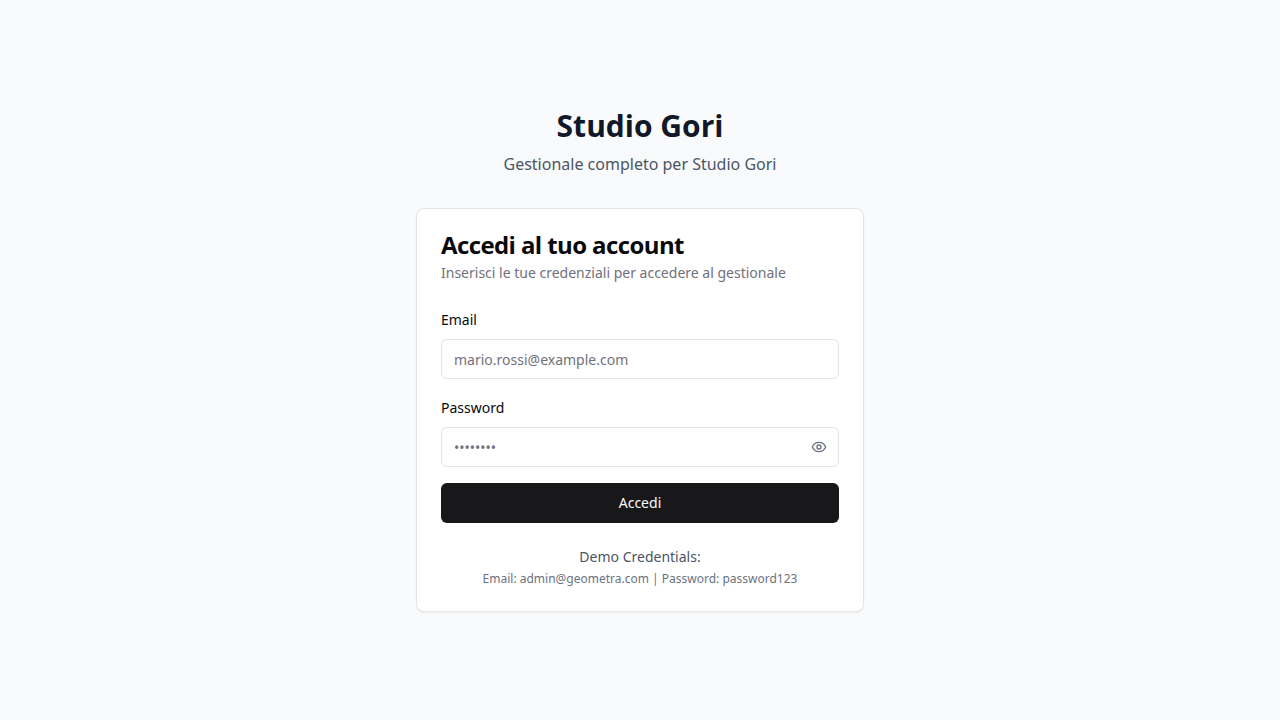 Studio Gori
Gestionale completo per Studio Gori
Accedi al tuo account
Inserisci le tue credenziali per accedere al gestionale
Email
mario.rossi@example.com
Password
••••••••
Accedi
Demo Credentials:
Email: admin@geometra.com | Password: password123